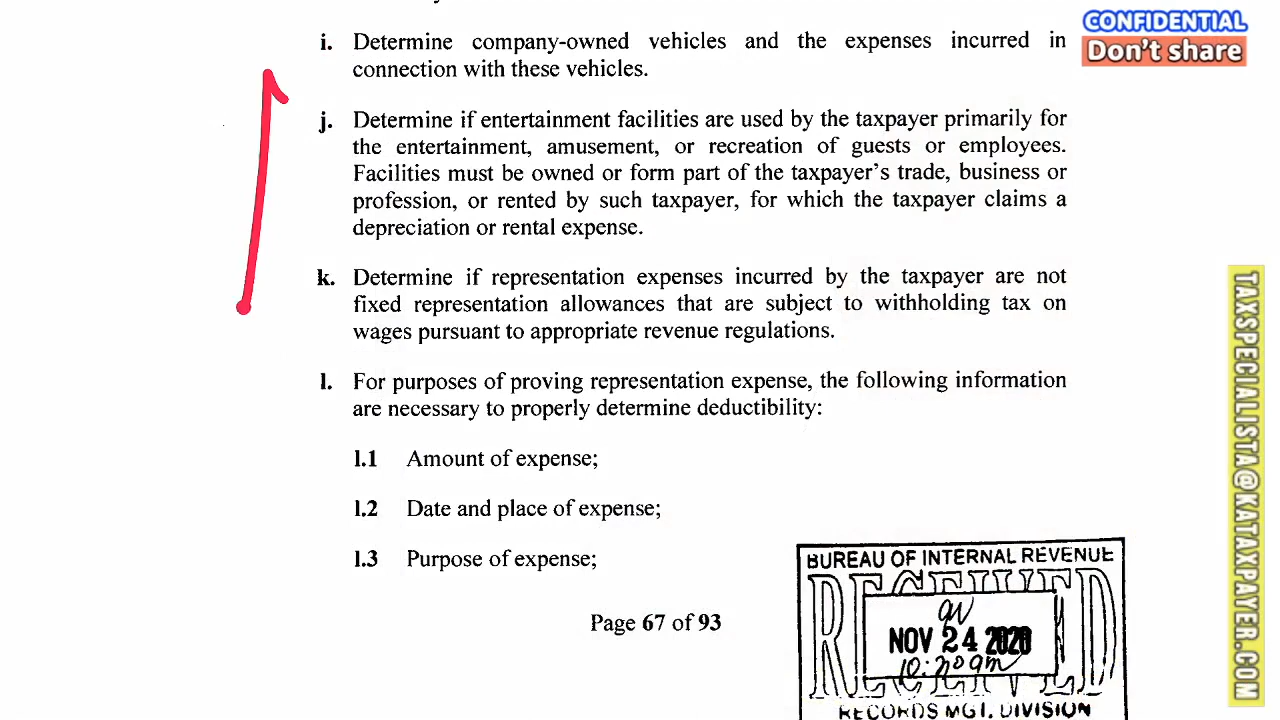 CONFIDENTIAL
Don't share
i. Determine company-owned vehicles and the expenses incurred in
connection with these vehicles.
j. Determine if entertainment facilities are used by the taxpayer primarily for
the entertainment, amusement, or recreation of guests or employees.
Facilities must be owned or form part of the taxpayer's trade, business or
profession, or rented by such taxpayer, for which the taxpayer claims a
depreciation or rental expense.
k. Determine if representation expenses incurred by the taxpayer are not
fixed representation allowances that are subject to withholding tax on
wages pursuant to appropriate revenue regulations.
l. For purposes of proving representation expense, the following information
are necessary to properly determine deductibility:
l.1 Amount of expense;
l.2 Date and place of expense;
l.3 Purpose of expense;
Page 67 of 93
BUREAU OF INTERNAL REVENUE
RECEIVED
NOV 24 2020
RECORDS MGT. DIVISION
TAXSPECIALISTA@KATAXPAYER.COM